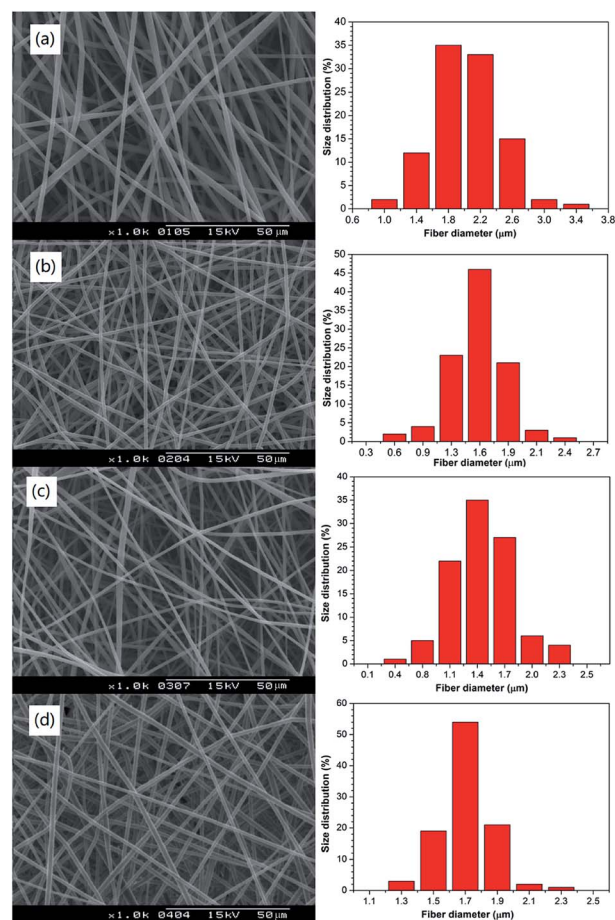 (a)
×1.0k 0105 15kV 50μm
Size distribution (%)
40
35
30
25
20
15
10
5
0
0.6 1.0 1.4 1.8 2.2 2.6 3.0 3.4 3.8
Fiber diameter (μm)
(b)
×1.0k 0204 15kV 50μm
Size distribution (%)
50
45
40
35
30
25
20
15
10
5
0
0.3 0.6 0.9 1.3 1.6 1.9 2.1 2.4 2.7
Fiber diameter (μm)
(c)
×1.0k 0307 15kV 50μm
Size distribution (%)
40
35
30
25
20
15
10
5
0
0.1 0.4 0.8 1.1 1.4 1.7 2.0 2.3 2.5
Fiber diameter (μm)
(d)
×1.0k 0404 15kV 50μm
Size distribution (%)
60
50
40
30
20
10
0
1.1 1.3 1.5 1.7 1.9 2.1 2.3 2.5
Fiber diameter (μm)